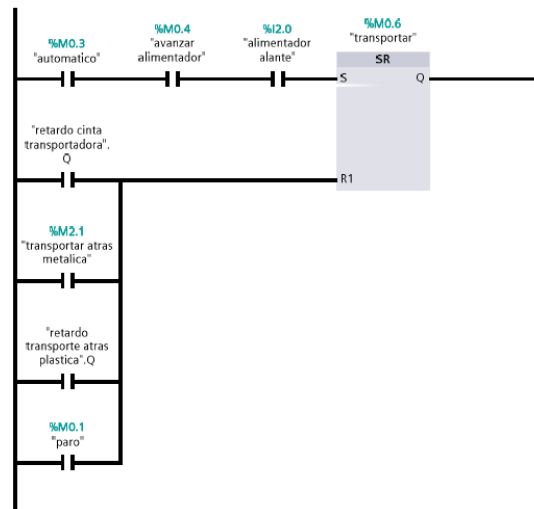 %M0.3
"automatico"
%M0.4
"avanzar
alimentador"
%I2.0
"alimentador
alante"
%M0.6
"transportar"
SR
S
Q
"retardo cinta
transportadora".
Q
R1
%M2.1
"transportar atras
metalica"
"retardo
transporte atras
plastica".Q
%M0.1
"paro"